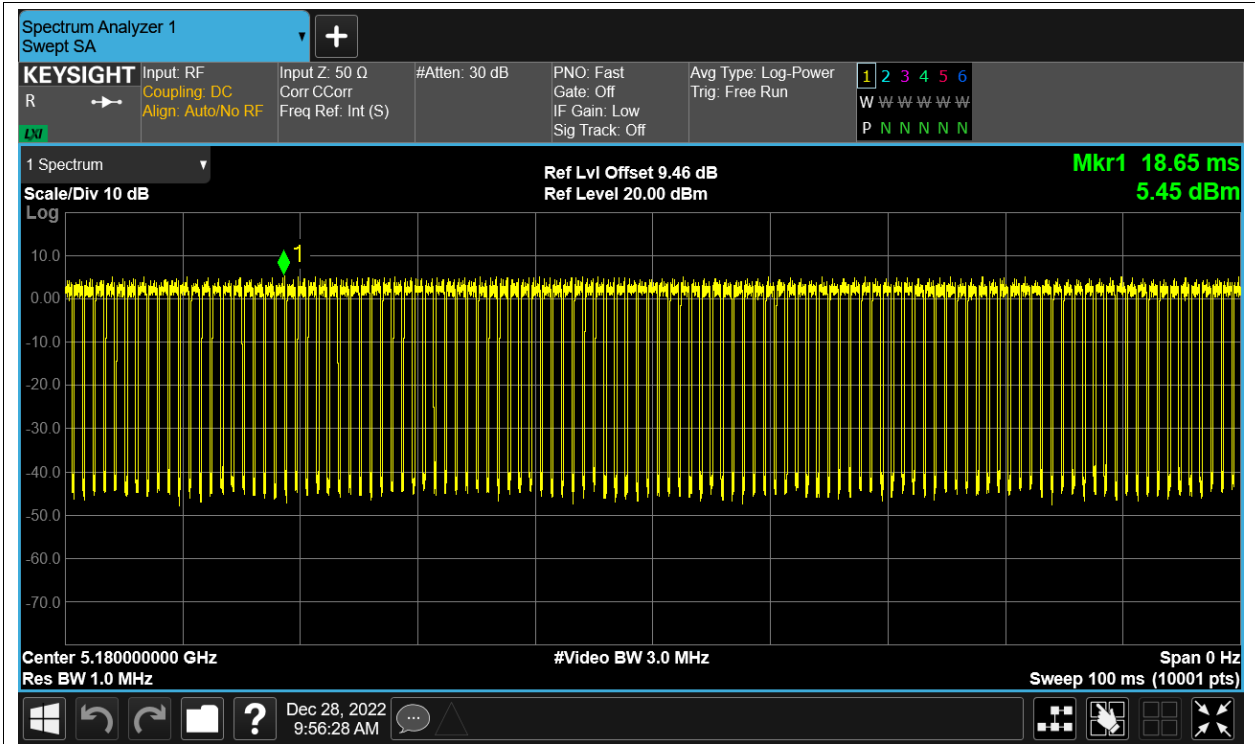 Spectrum Analyzer 1
Swept SA
KEYSIGHT
R
LXI
Input: RF
Coupling: DC
Align: Auto/No RF
Input Z: 50 Ω
Corr CCorr
Freq Ref: Int (S)
#Atten: 30 dB
PNO: Fast
Gate: Off
IF Gain: Low
Sig Track: Off
Avg Type: Log-Power
Trig: Free Run
1 2 3 4 5 6
W W W W W W
P N N N N N
1 Spectrum
Scale/Div 10 dB
Log
Ref Lvl Offset 9.46 dB
Ref Level 20.00 dBm
Mkr1 18.65 ms
5.45 dBm
1
10.0
0.00
-10.0
-20.0
-30.0
-40.0
-50.0
-60.0
-70.0
Center 5.180000000 GHz
Res BW 1.0 MHz
#Video BW 3.0 MHz
Span 0 Hz
Sweep 100 ms (10001 pts)
?
Dec 28, 2022
9:56:28 AM